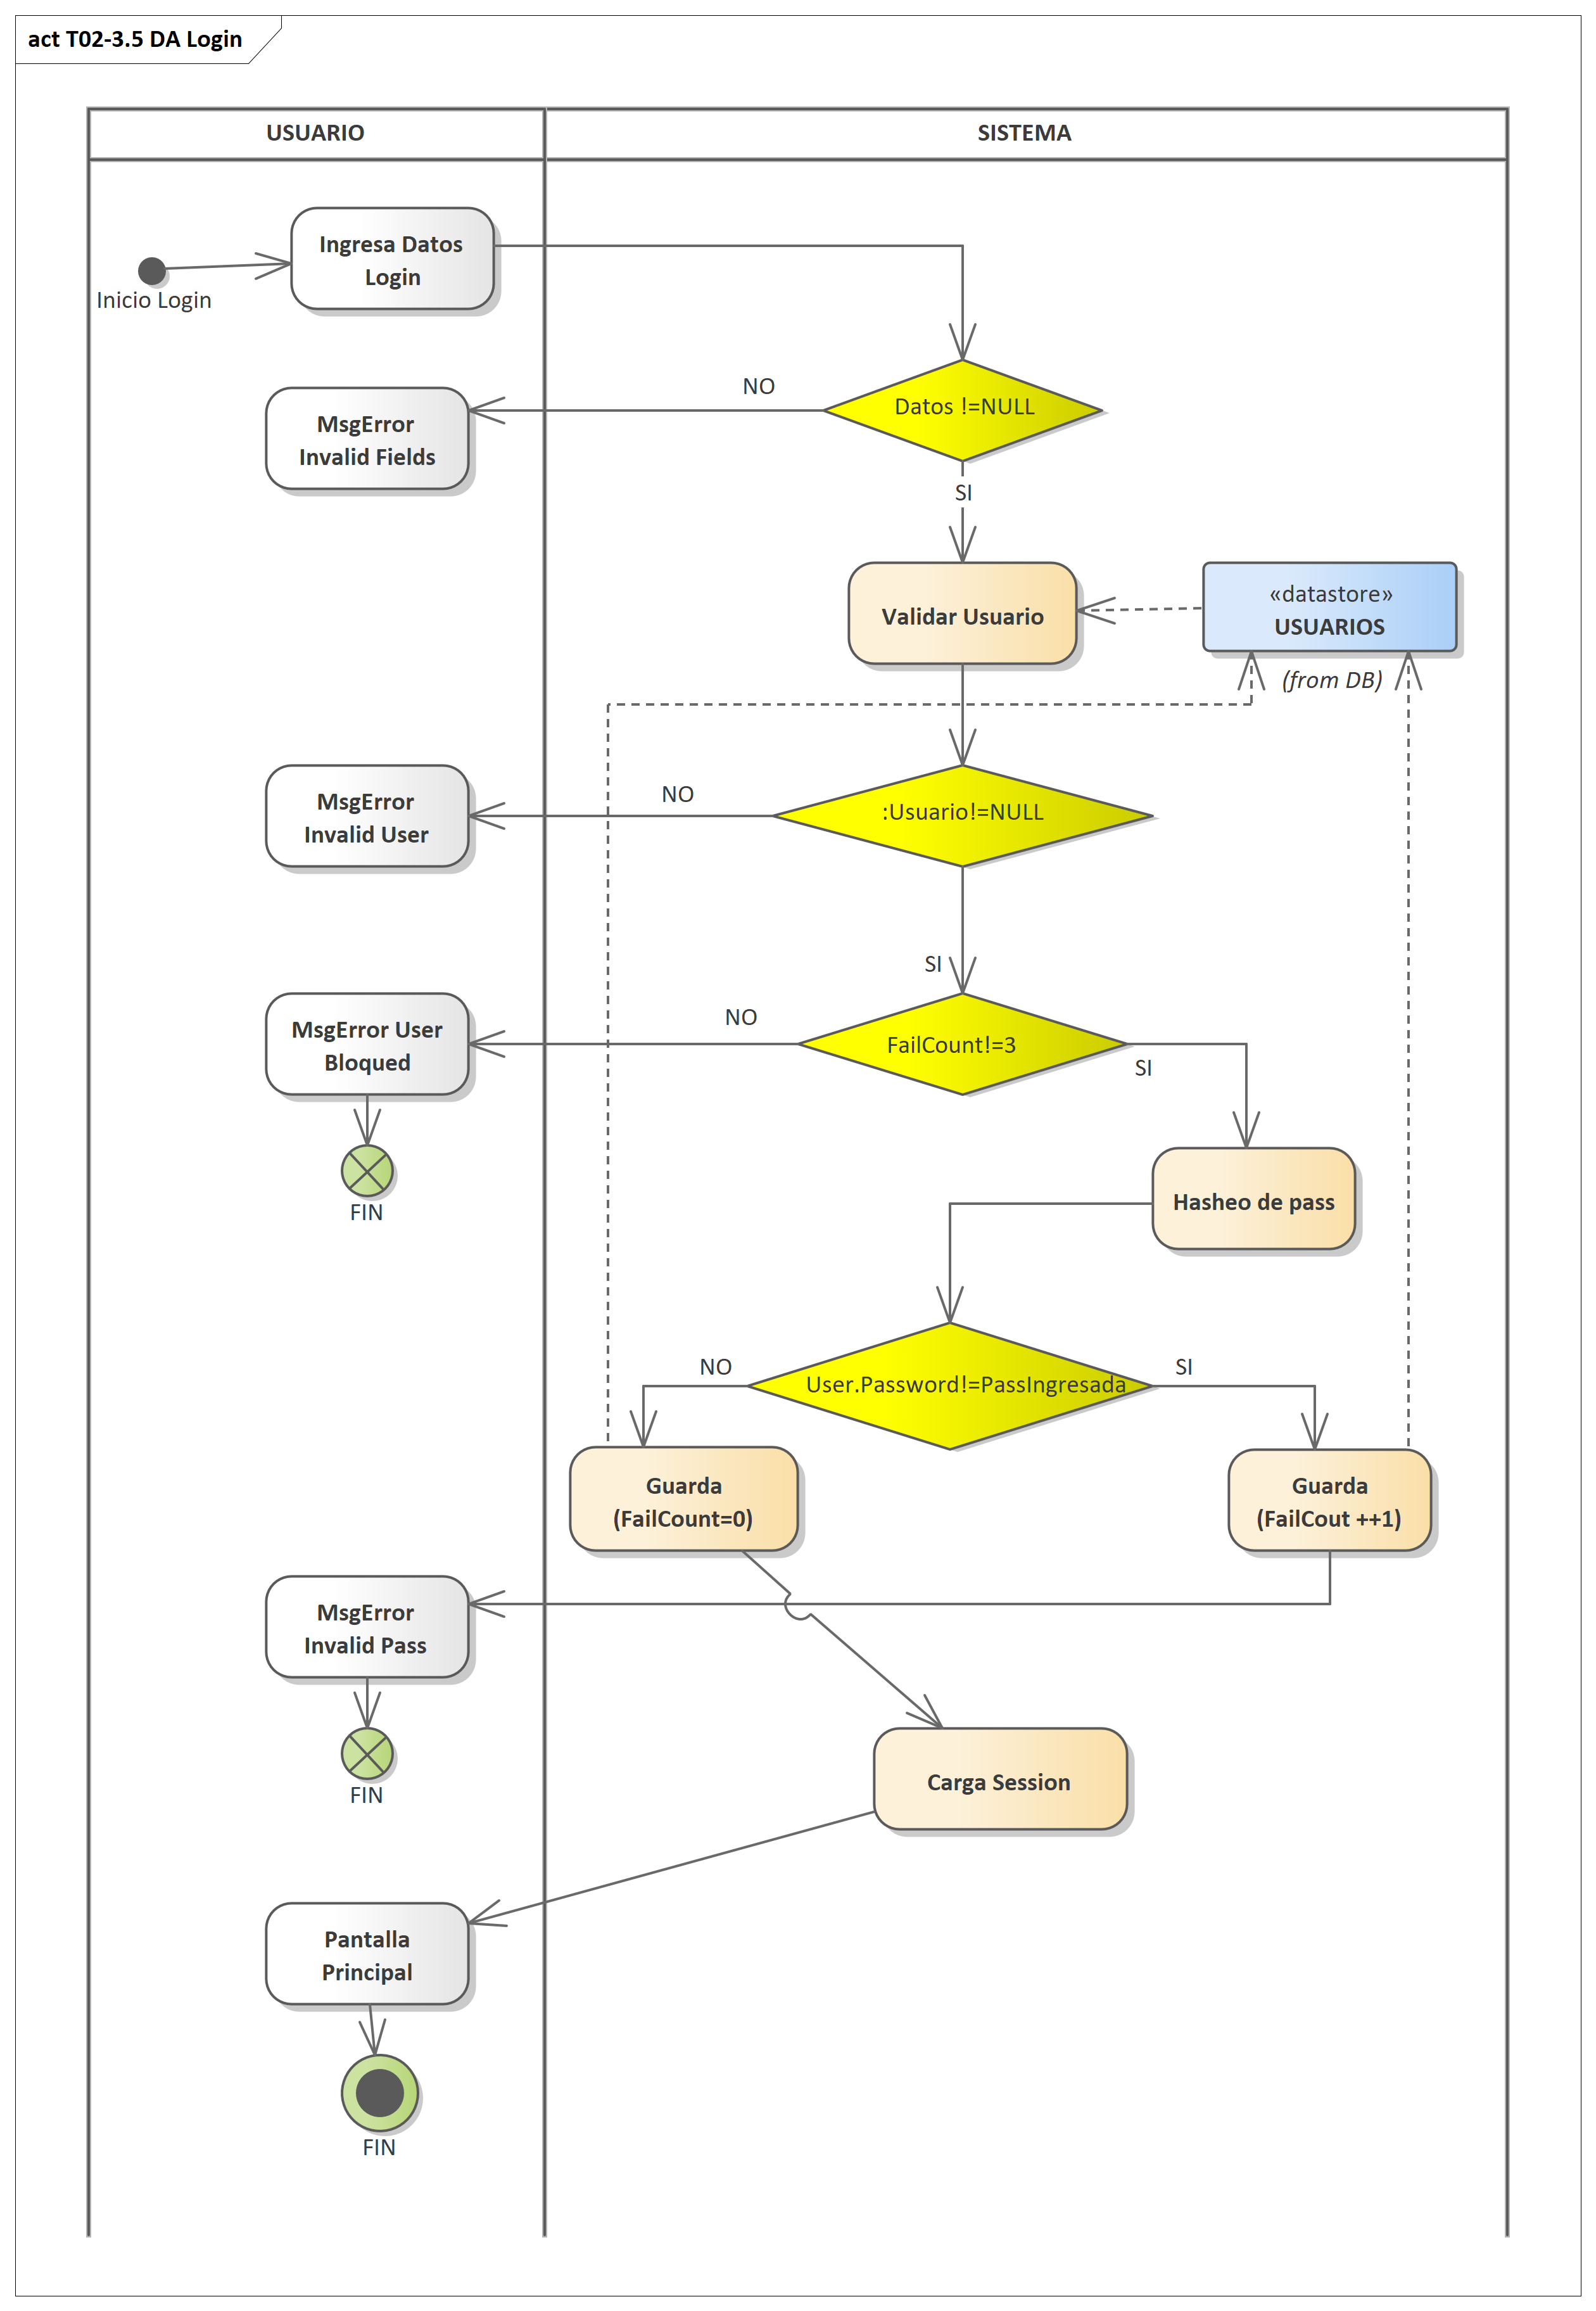 act T02-3.5 DA Login
USUARIO
SISTEMA
Ingresa Datos
Login
Inicio Login
NO
Datos !=NULL
MsgError
Invalid Fields
SI
Validar Usuario
«datastore»
USUARIOS
(from DB)
NO
:Usuario!=NULL
MsgError
Invalid User
SI
NO
FailCount!=3
SI
MsgError User
Bloqued
FIN
Hasheo de pass
NO
User.Password!=PassIngresada
SI
Guarda
(FailCount=0)
Guarda
(FailCout ++1)
MsgError
Invalid Pass
FIN
Carga Session
Pantalla
Principal
FIN